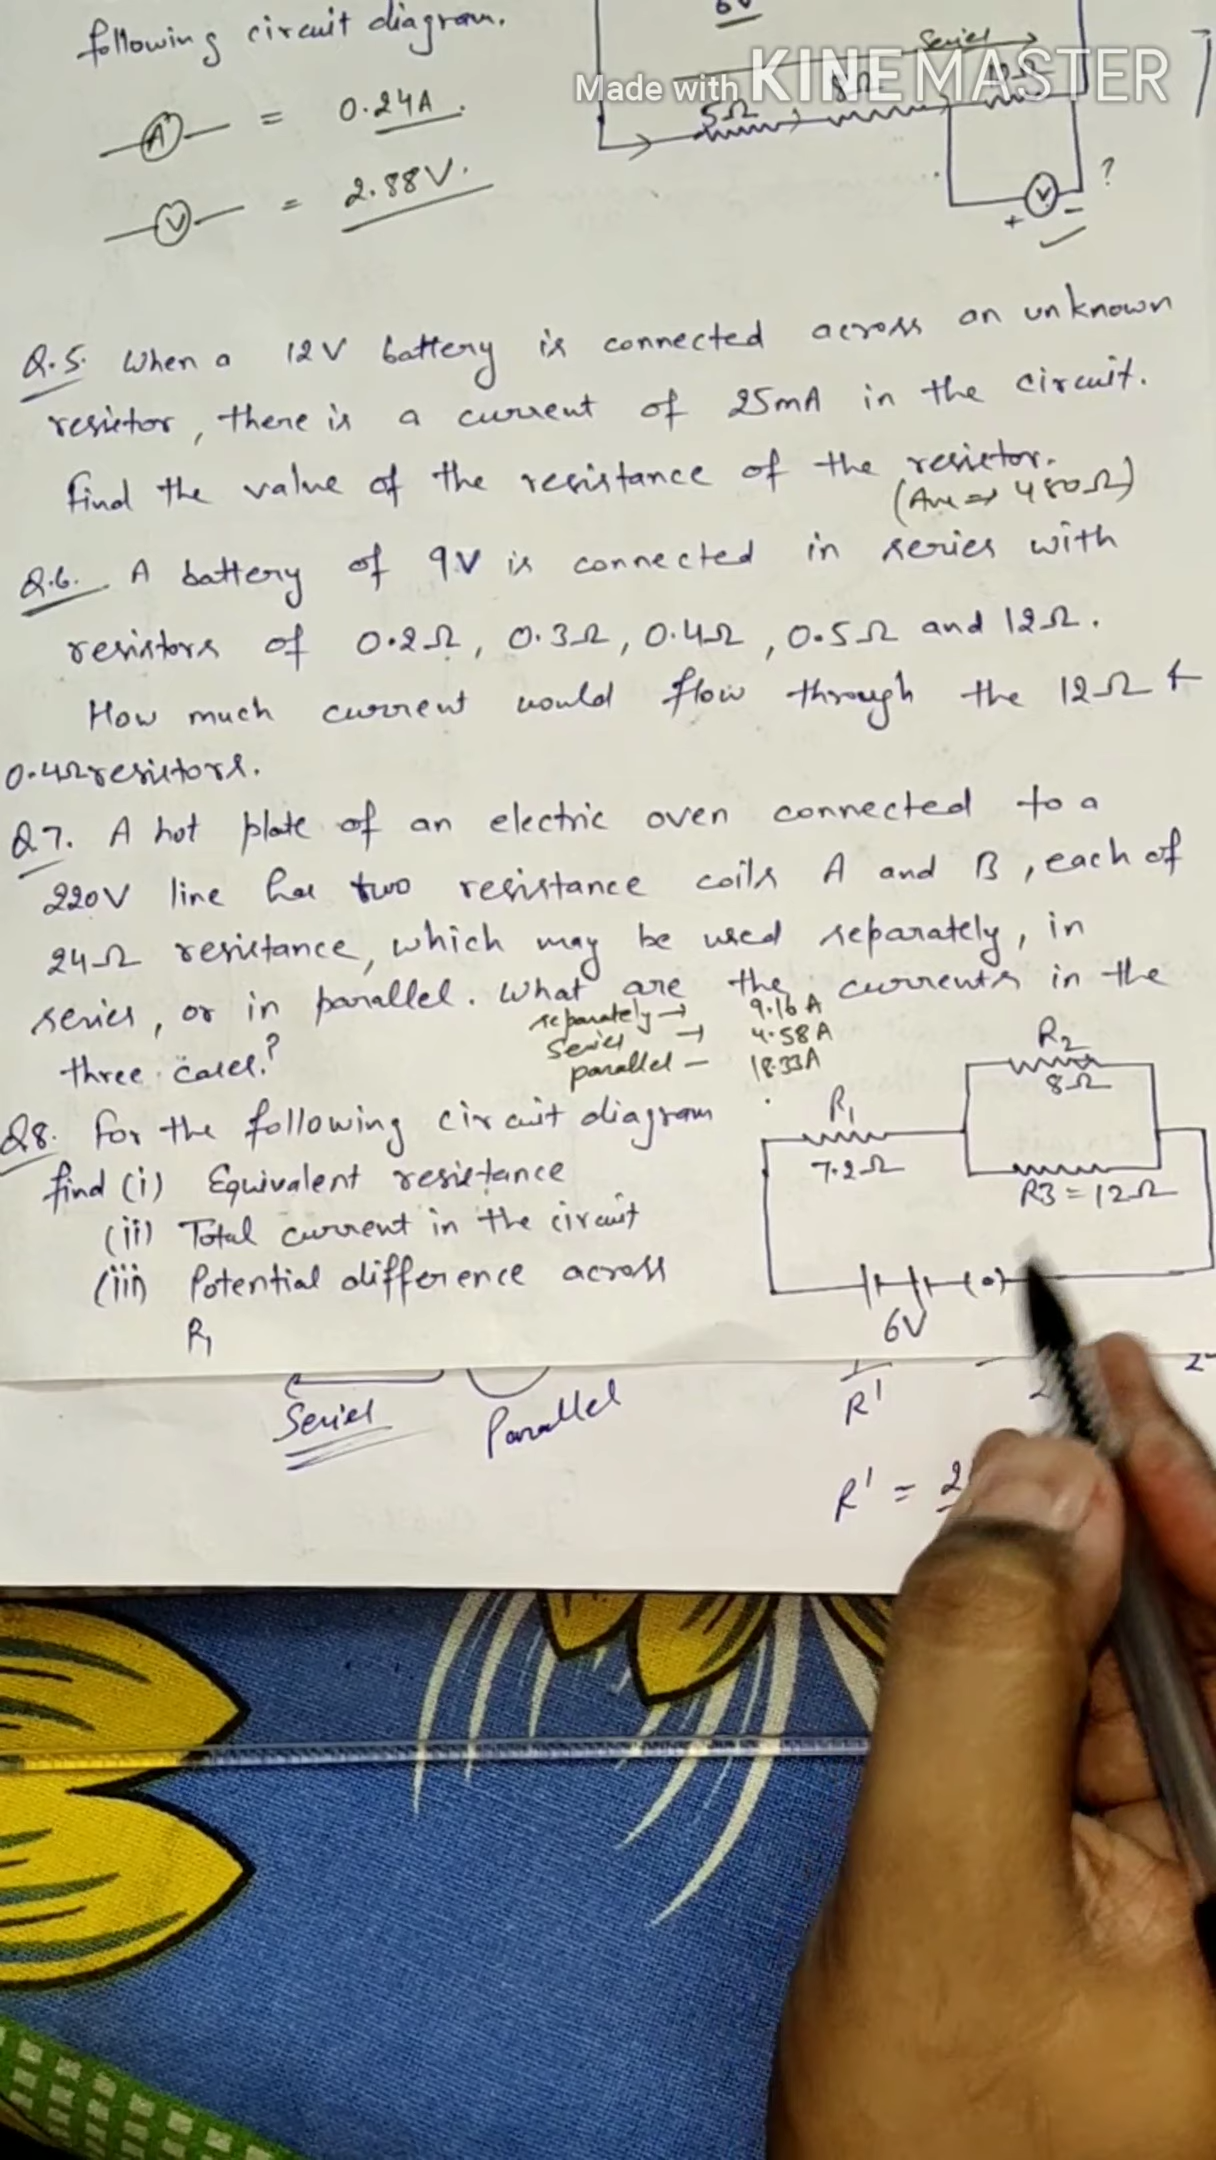 following circuit diagram.
6V
Series
Made with KINEMASTER
A = 0.24A.
5Ω 8Ω
V = 2.88V.
V ?
+ -
Q.5. When a 12V battery is connected across an unknown
resistor, there is a current of 25mA in the circuit.
Find the value of the resistance of the resistor.
(Ans => 480Ω)
Q.6. A battery of 9V is connected in series with
resistors of 0.2Ω, 0.3Ω, 0.4Ω, 0.5Ω and 12Ω.
How much current would flow through the 12Ω &
0.4Ω resistors.
Q7. A hot plate of an electric oven connected to a
220V line has two resistance coils A and B, each of
24Ω resistance, which may be used separately, in
series, or in parallel. What are the currents in the
three cases?
separately → 9.16A
Series → 4.58A
parallel – 18.33A
Q8. For the following circuit diagram
find (i) Equivalent resistance
(ii) Total current in the circuit
(iii) Potential difference across
R1
R2
8Ω
R1
7.2Ω
R3 = 12Ω
6V
Series Parallel
R'
R' = 2